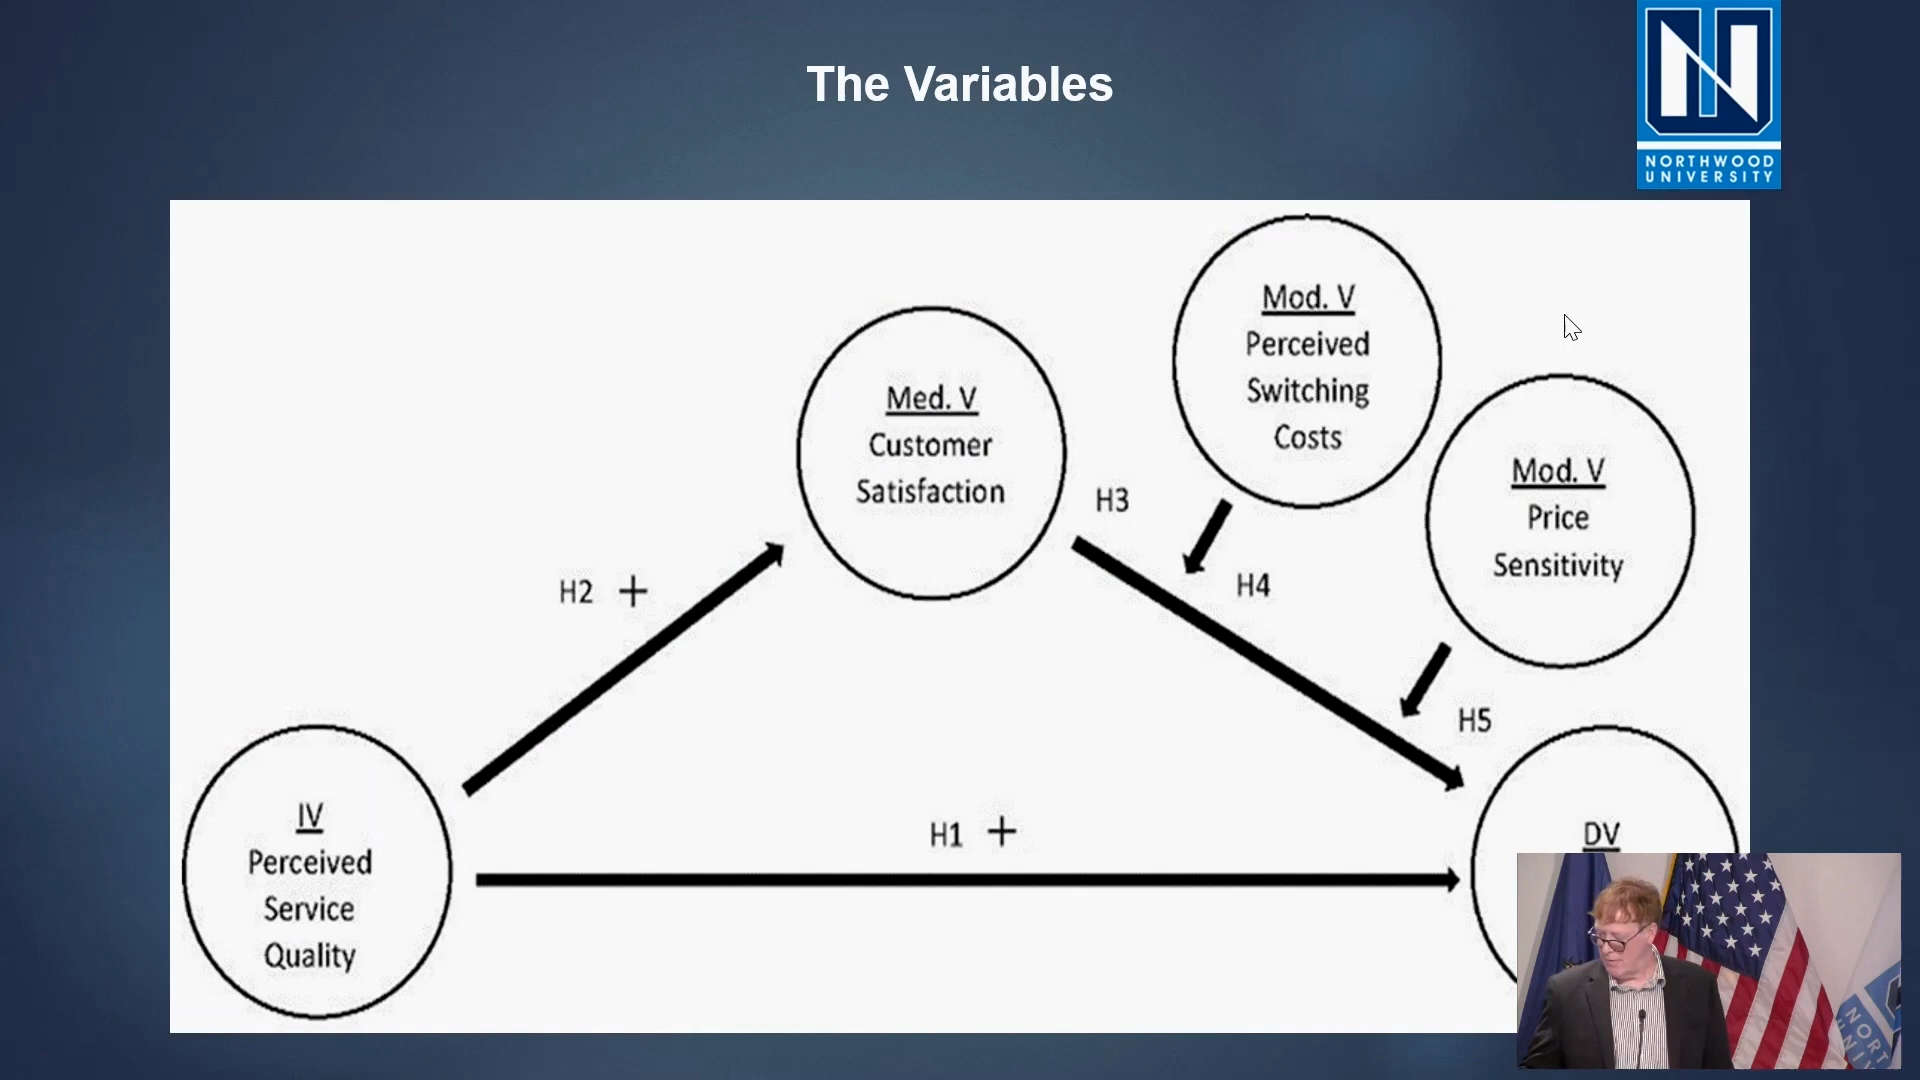 The Variables
NORTHWOOD
UNIVERSITY
Mod. V
Perceived
Switching
Costs
Med. V
Customer
Satisfaction
Mod. V
Price
Sensitivity
H3
H4
H2 +
H5
H1 +
IV
Perceived
Service
Quality
DV